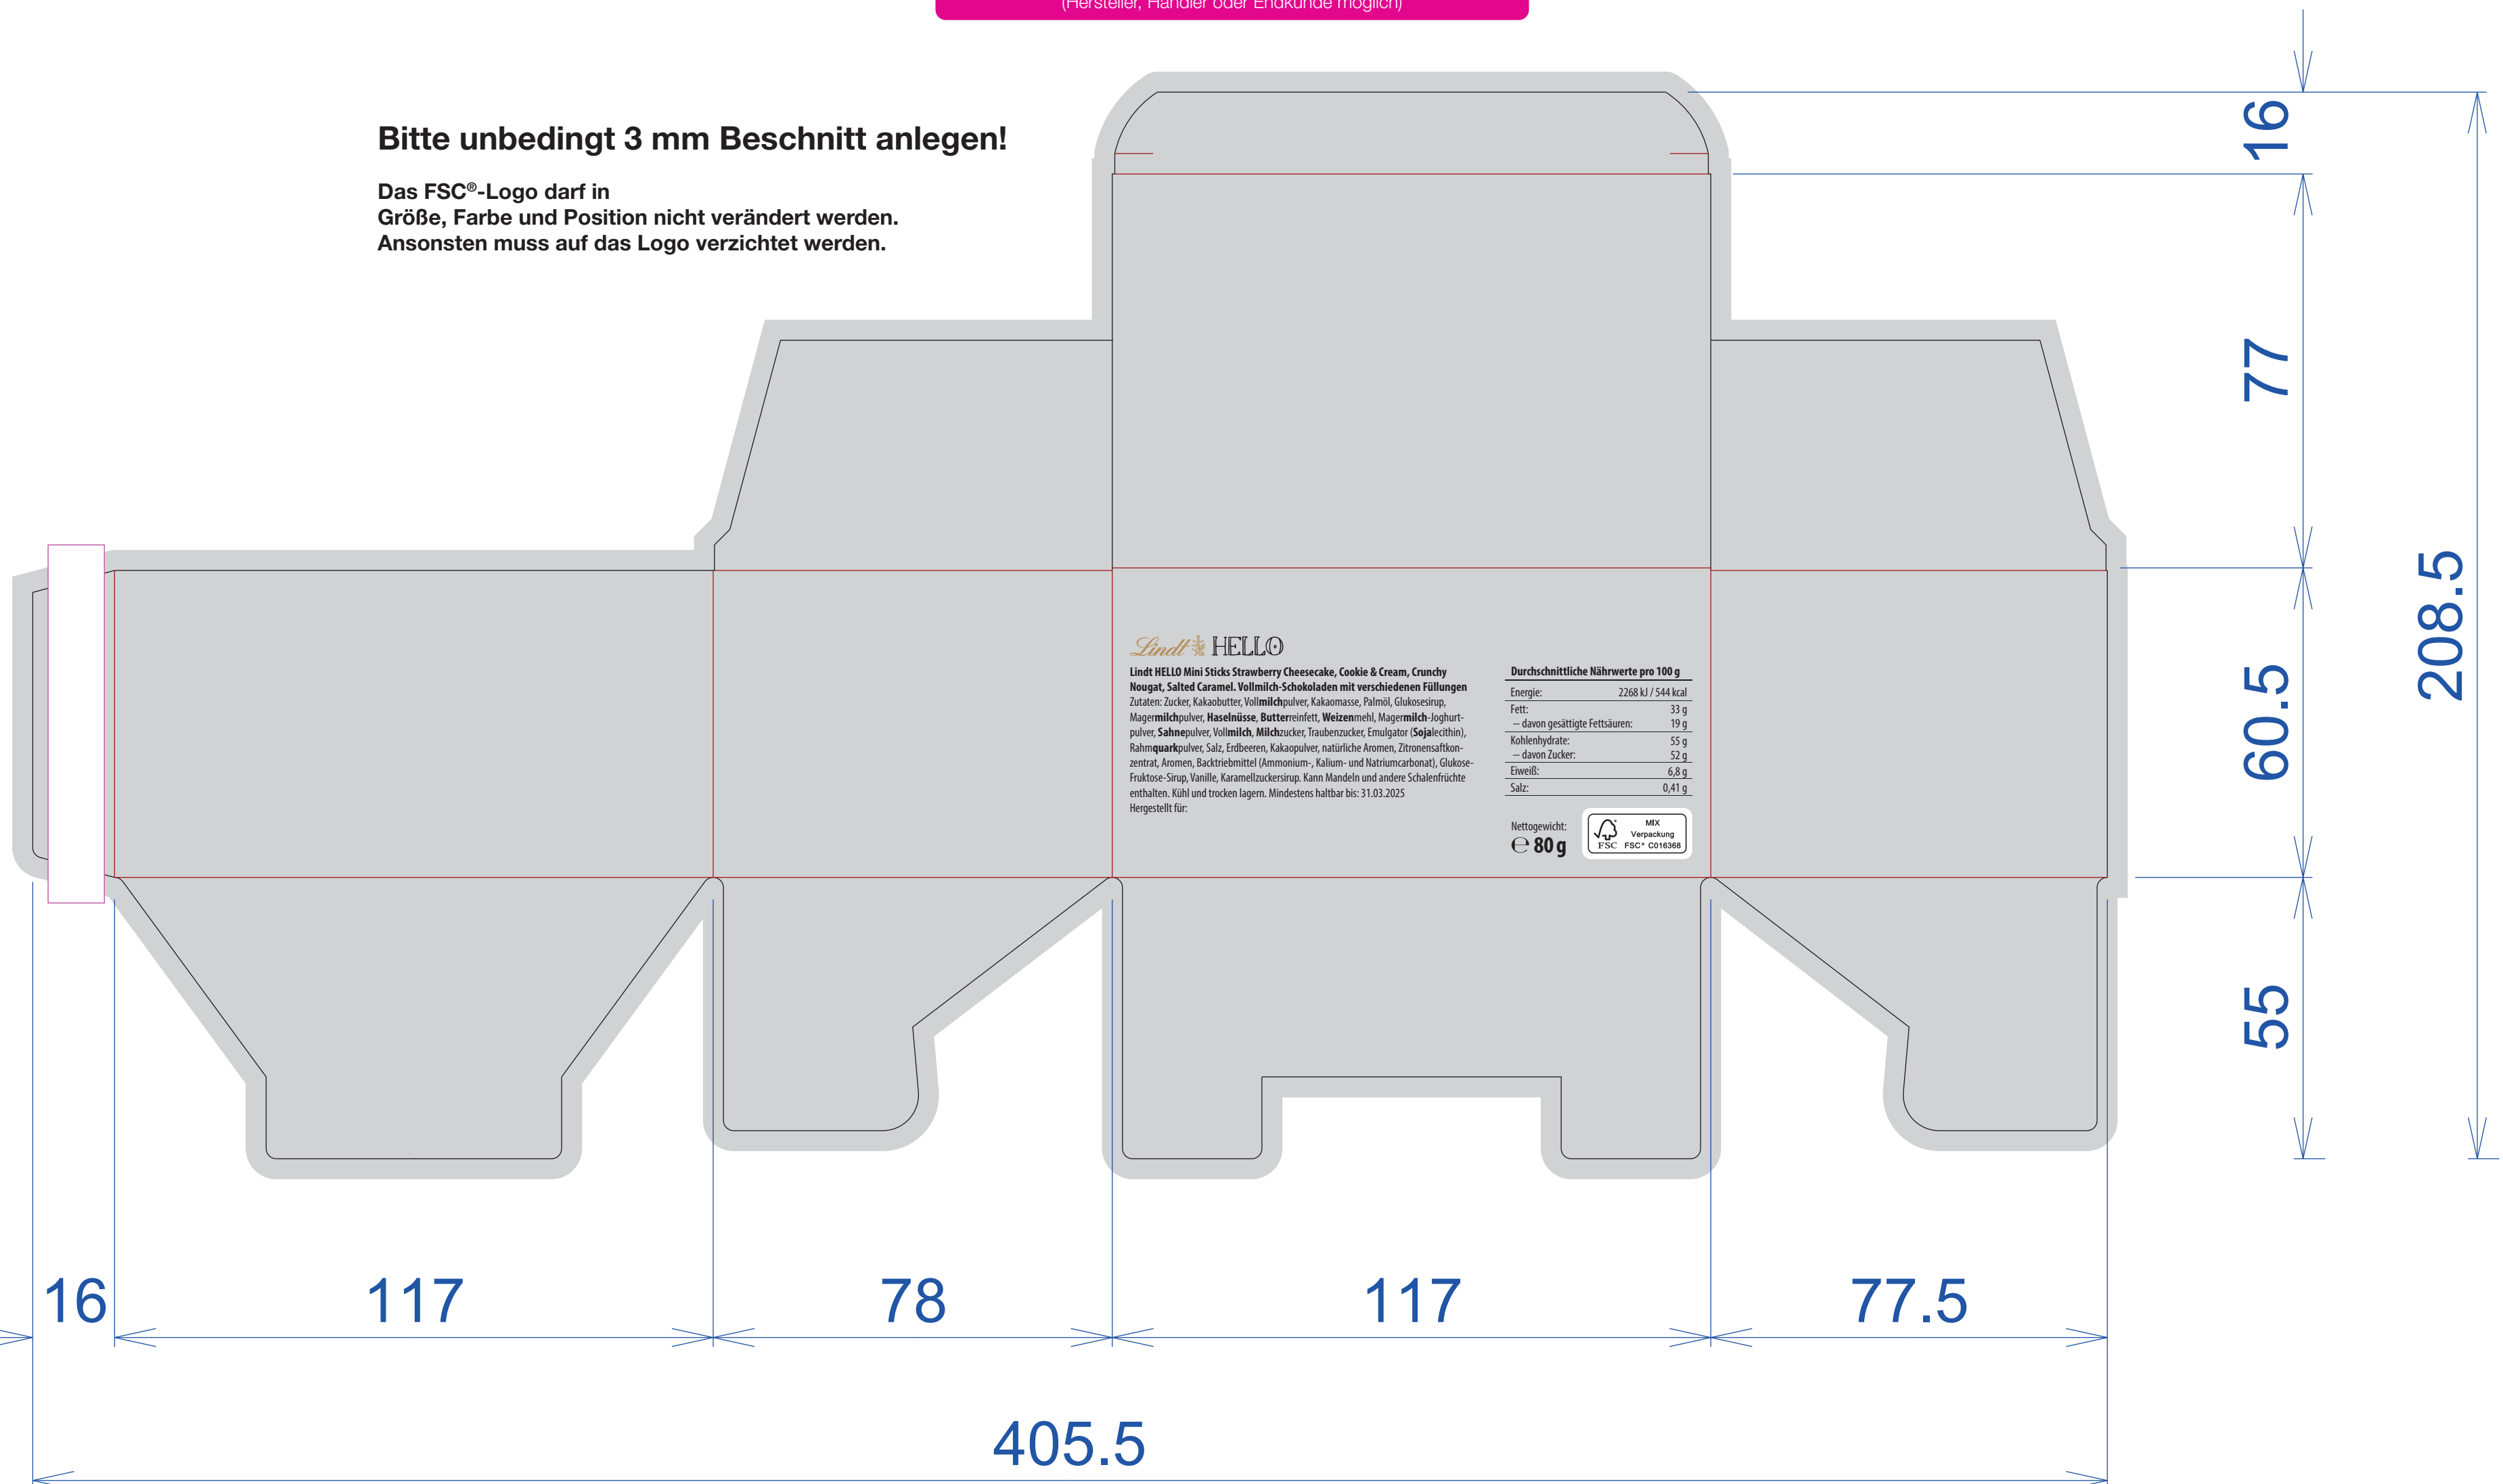 (Hersteller, Händler oder Endkunde möglich)
Bitte unbedingt 3 mm Beschnitt anlegen!
Das FSC®-Logo darf in
Größe, Farbe und Position nicht verändert werden.
Ansonsten muss auf das Logo verzichtet werden.
16
77
60.5
55
208.5
Lindt HELLO
Lindt HELLO Mini Sticks Strawberry Cheesecake, Cookie & Cream, Crunchy
Nougat, Salted Caramel. Vollmilch-Schokoladen mit verschiedenen Füllungen
Zutaten: Zucker, Kakaobutter, Vollmilchpulver, Kakaomasse, Palmöl, Glukosesirup,
Magermilchpulver, Haselnüsse, Butterreinfett, Weizenmehl, Magermilch-Joghurt-
pulver, Sahnepulver, Vollmilch, Milchzucker, Traubenzucker, Emulgator (Sojalecithin),
Rahmquarkpulver, Salz, Erdbeeren, Kakaopulver, natürliche Aromen, Zitronensaftkon-
zentrat, Aromen, Backtriebmittel (Ammonium-, Kalium- und Natriumcarbonat), Glukose-
Fruktose-Sirup, Vanille, Karamellzuckersirup. Kann Mandeln und andere Schalenfrüchte
enthalten. Kühl und trocken lagern. Mindestens haltbar bis: 31.03.2025
Hergestellt für:
Durchschnittliche Nährwerte pro 100 g
Energie: 2268 kJ / 544 kcal
Fett: 33 g
– davon gesättigte Fettsäuren: 19 g
Kohlenhydrate: 55 g
– davon Zucker: 52 g
Eiweiß: 6,8 g
Salz: 0,41 g
Nettogewicht:
℮ 80 g
MIX
Verpackung
FSC FSC® C016368
16
117
78
117
77.5
405.5